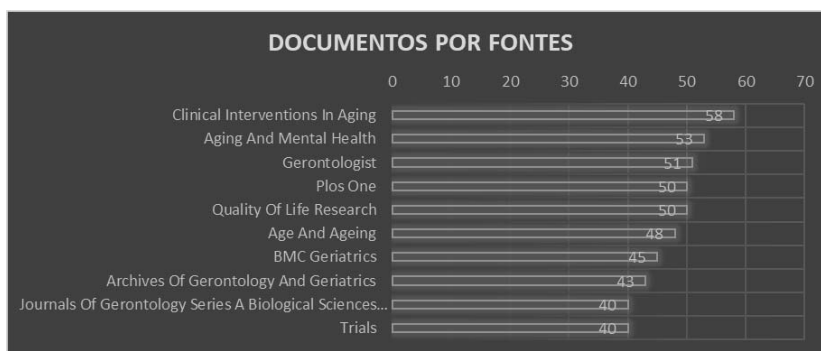 DOCUMENTOS POR FONTES
0 10 20 30 40 50 60 70
Clinical Interventions In Aging 58
Aging And Mental Health 53
Gerontologist 51
Plos One 50
Quality Of Life Research 50
Age And Ageing 48
BMC Geriatrics 45
Archives Of Gerontology And Geriatrics 43
Journals Of Gerontology Series A Biological Sciences... 40
Trials 40